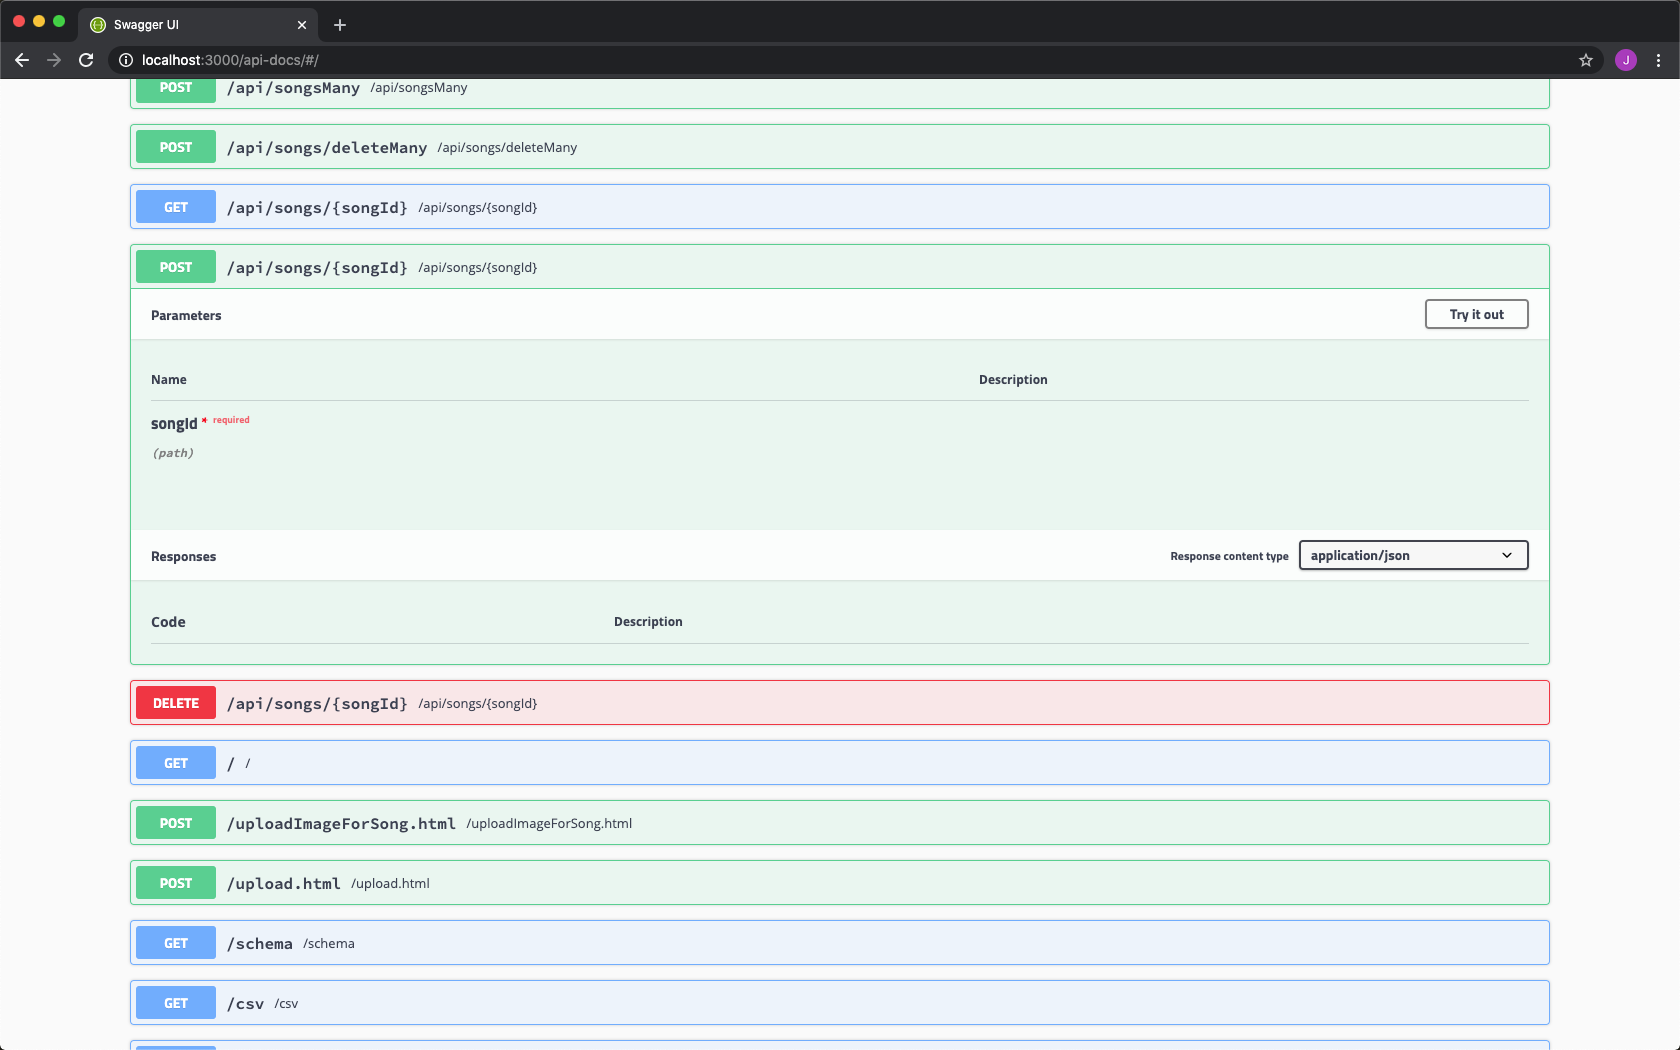 Swagger UI
localhost:3000/api-docs/#/
J
POST /api/songsMany /api/songsMany
POST /api/songs/deleteMany /api/songs/deleteMany
GET /api/songs/{songId} /api/songs/{songId}
POST /api/songs/{songId} /api/songs/{songId}
Parameters Try it out
Name Description
songId * required
(path)
Responses Response content type application/json
Code Description
DELETE /api/songs/{songId} /api/songs/{songId}
GET / /
POST /uploadImageForSong.html /uploadImageForSong.html
POST /upload.html /upload.html
GET /schema /schema
GET /csv /csv